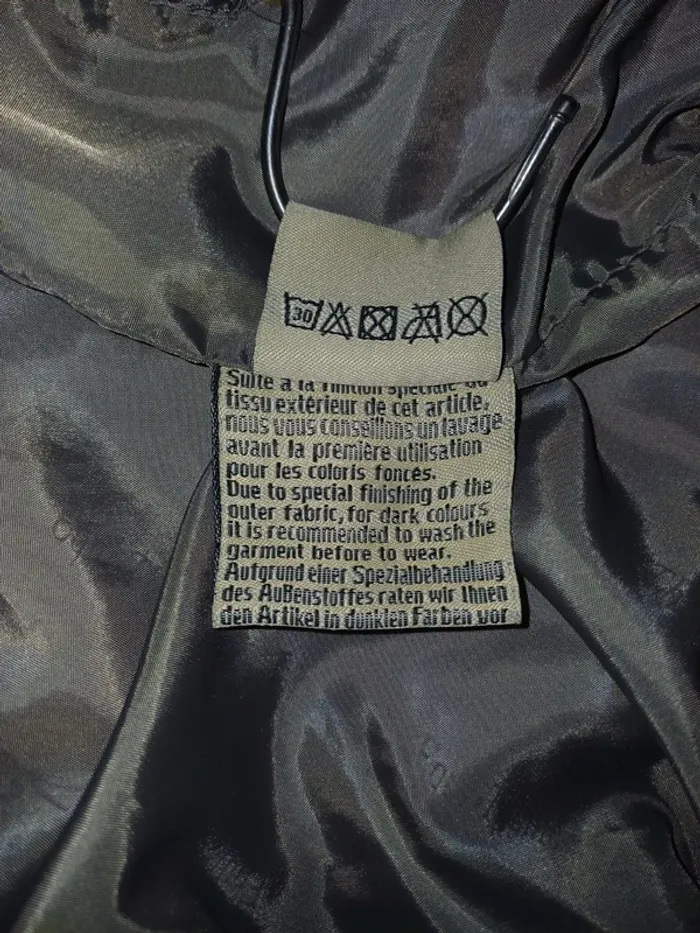 30
Suite à la finition spéciale du
tissu extérieur de cet article,
nous vous conseillons un lavage
avant la première utilisation
pour les coloris foncés.
Due to special finishing of the
outer fabric, for dark colours
it is recommended to wash the
garment before to wear.
Aufgrund einer Spezialbehandlung
des Außenstoffes raten wir Ihnen
den Artikel in dunklen Farben vor